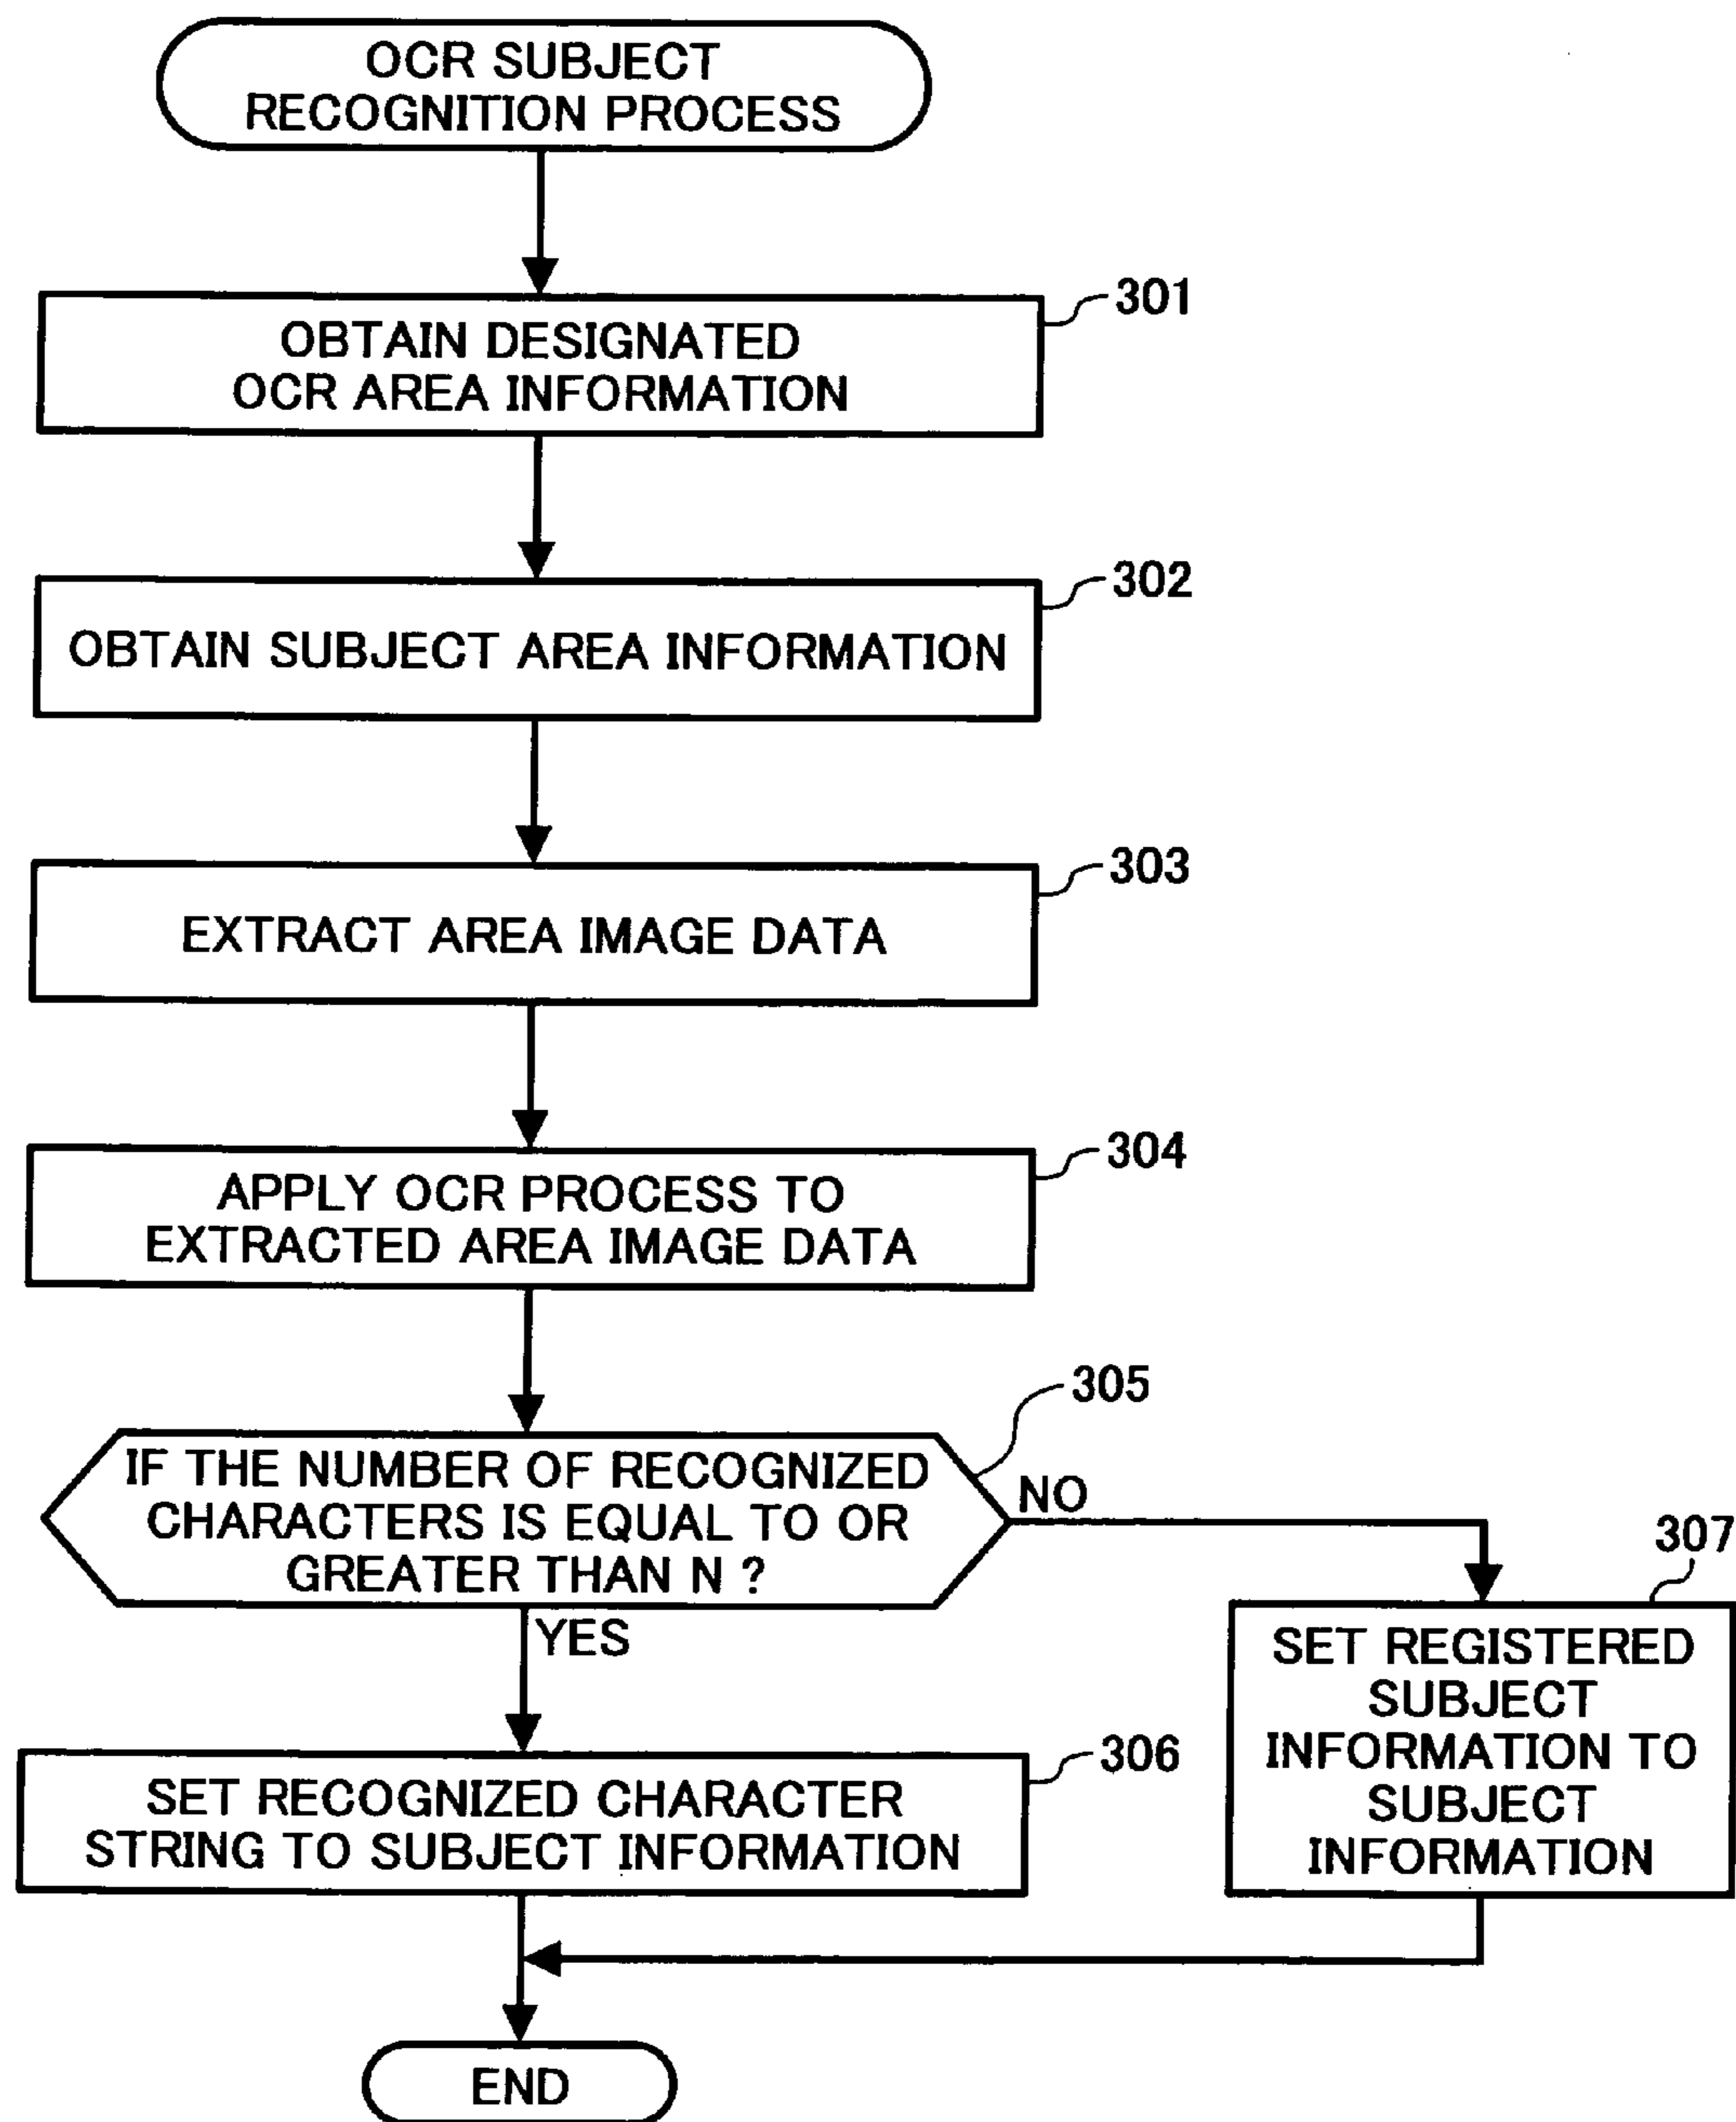 OCR SUBJECT
RECOGNITION PROCESS
301
OBTAIN DESIGNATED
OCR AREA INFORMATION
302
OBTAIN SUBJECT AREA INFORMATION
303
EXTRACT AREA IMAGE DATA
304
APPLY OCR PROCESS TO
EXTRACTED AREA IMAGE DATA
305
IF THE NUMBER OF RECOGNIZED
CHARACTERS IS EQUAL TO OR
GREATER THAN N ?
NO
YES
307
SET REGISTERED
SUBJECT
INFORMATION TO
SUBJECT
INFORMATION
306
SET RECOGNIZED CHARACTER
STRING TO SUBJECT INFORMATION
END